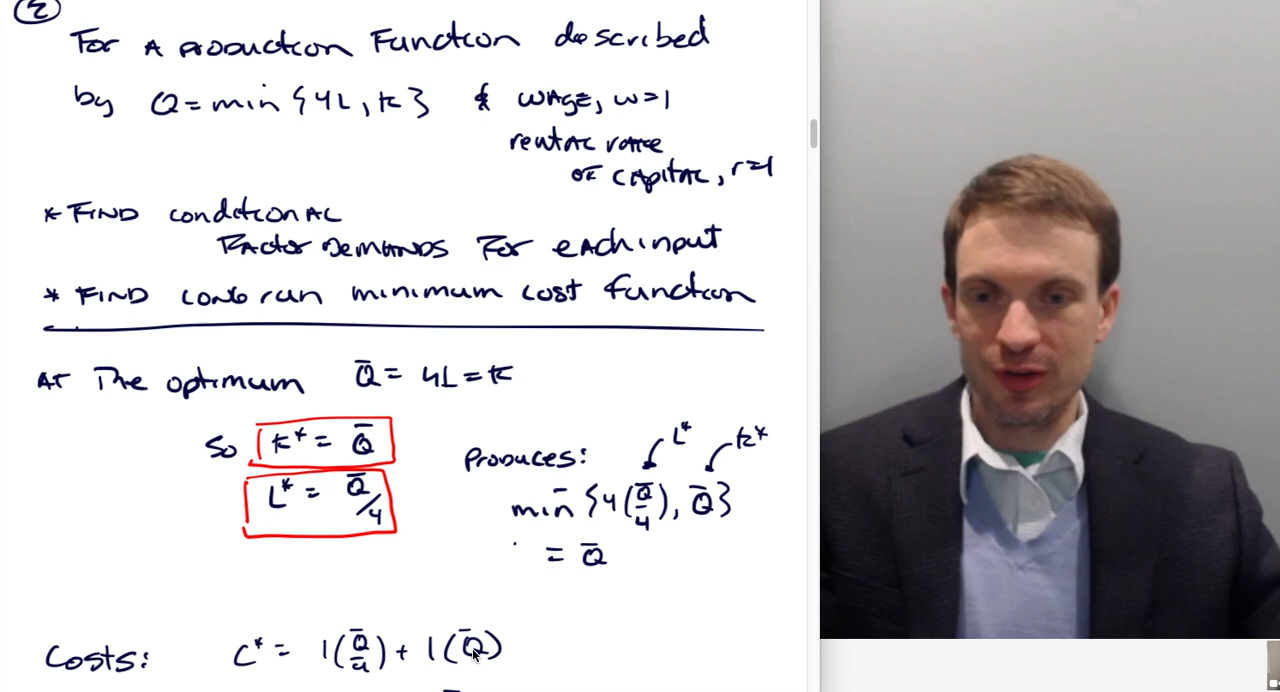 ②
For A production Function described
by Q = min {4L, K} & WAGE, w=1
rental rate
of capital, r=1
* FIND conditional
Factor Demands For each input
* FIND long run minimum cost function
At The optimum Q̄ = 4L = K
So K* = Q̄
L* = Q̄/4
Produces: L* K*
min {4(Q̄/4), Q̄}
= Q̄
Costs: C* = 1(Q̄/4) + 1(Q̄)